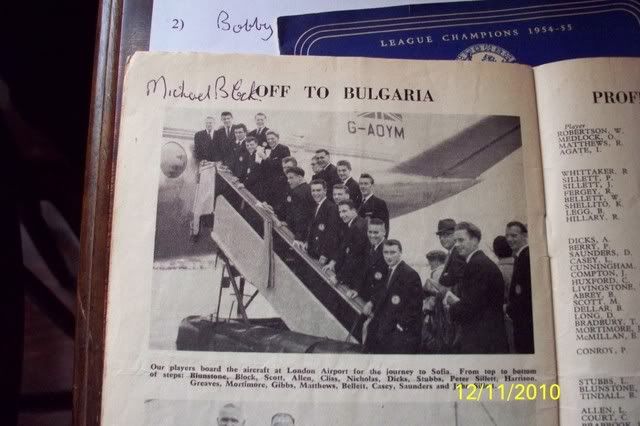 2) Bobby
LEAGUE CHAMPIONS 1954-55
Michael Block
OFF TO BULGARIA
G-AOYM
Our players board the aircraft at London Airport for the journey to Sofia. From top to bottom
of steps: Blunstone, Block, Scott, Allen, Cliss, Nicholas, Dicks, Stubbs, Peter Sillett, Harrison,
Greaves, Mortimore, Gibbs, Matthews, Bellett, Casey, Saunders and
12/11/2010
PROF
Player
ROBERTSON, W.
MEDLOCK, O.
MATTHEWS, R.
AGATE, J.
WHITTAKER, R
SILLETT, P.
SILLETT, J.
FERGEY, R.
BELLETT, W.
SHELLITO, K
LEGG, B.
HILLARY, R.
DICKS, A.
BERRY, P.
SAUNDERS, D.
CASEY, L.
CUNNINGHAM,
COMPTON, J.
HUXFORD, C.
LIVINGSTONE,
ABREY, B.
SCOTT, M.
DELLAR, B.
LONG, D.
BRADBURY, T.
MORTIMORE,
McMILLAN, E
CONROY, P.
STUBBS, L.
BLUNSTONE,
TINDALL, R.
ALLEN, L.
COURT, C.
BRABROOK,